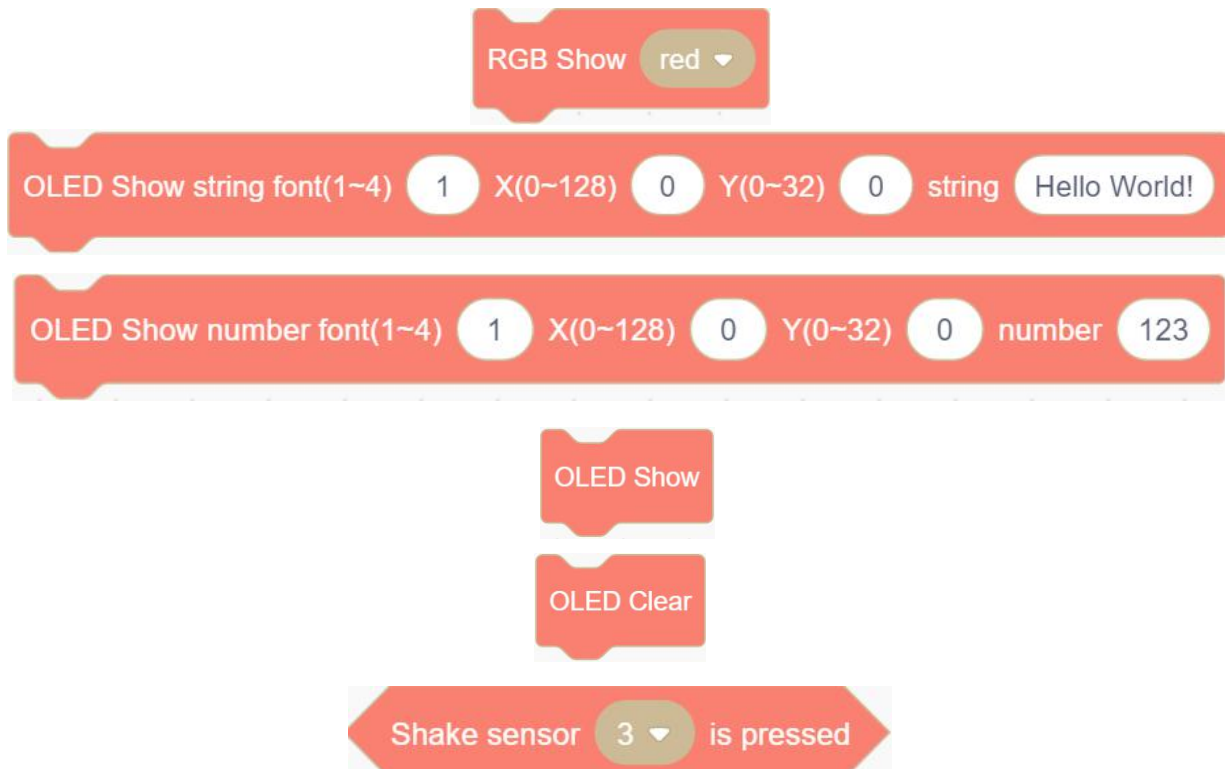 RGB Show red
OLED Show string font(1~4) 1 X(0~128) 0 Y(0~32) 0 string Hello World!
OLED Show number font(1~4) 1 X(0~128) 0 Y(0~32) 0 number 123
OLED Show
OLED Clear
Shake sensor 3 is pressed